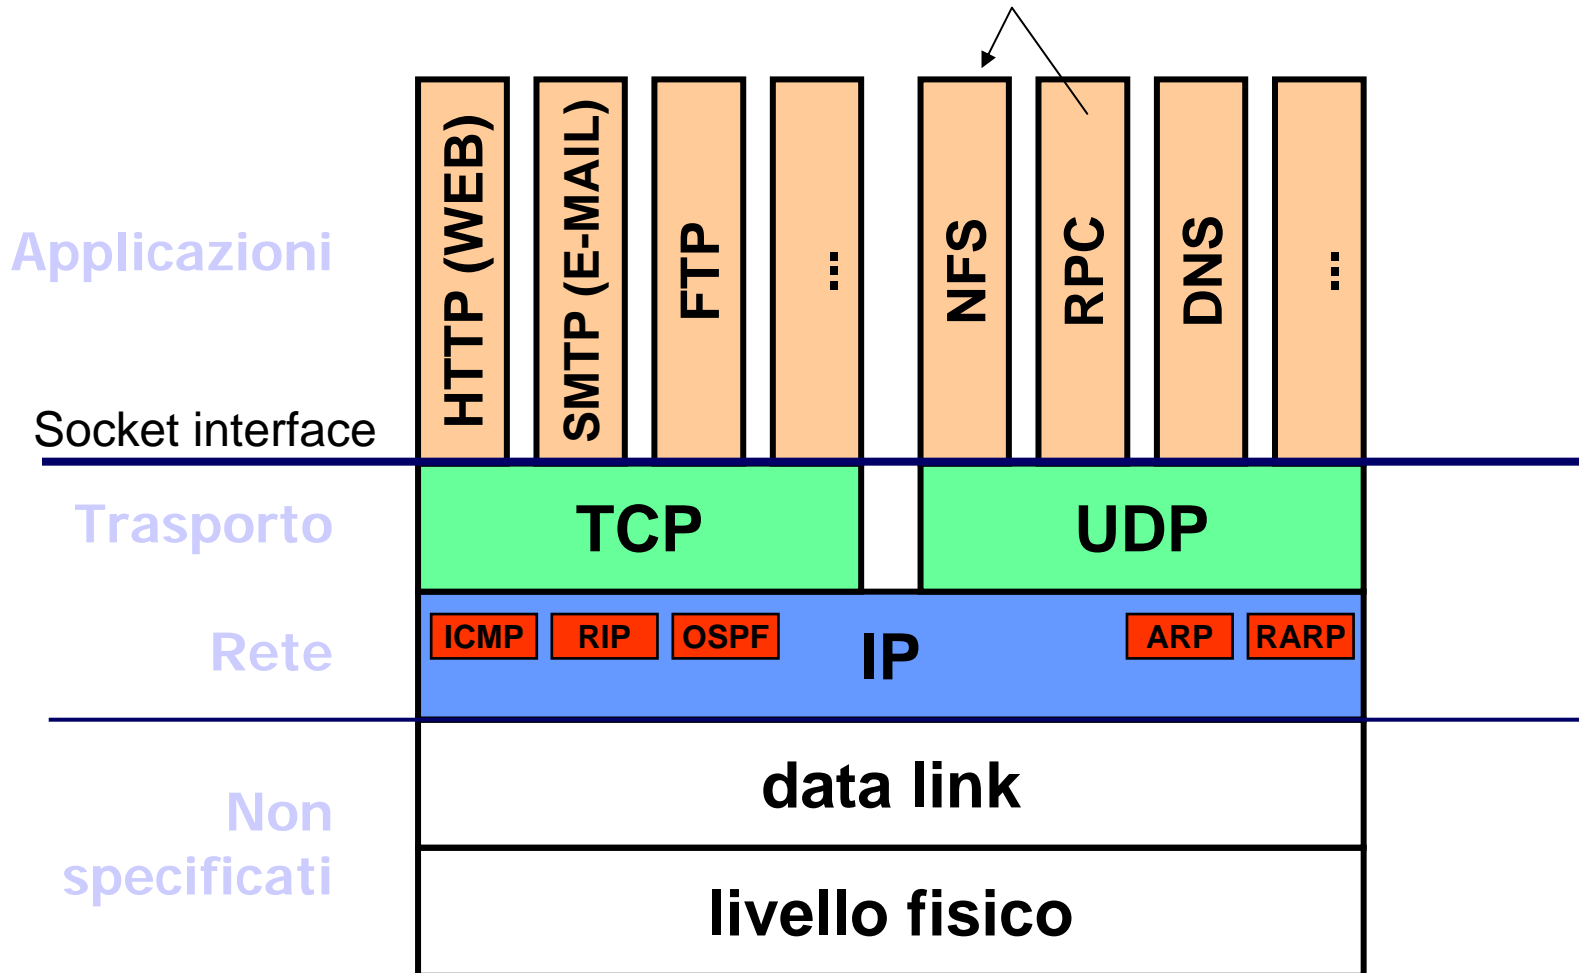 Applicazioni
HTTP (WEB)
SMTP (E-MAIL)
FTP
...
NFS
RPC
DNS
...
Socket interface
Trasporto
TCP
UDP
Rete
ICMP
RIP
OSPF
IP
ARP
RARP
Non
specificati
data link
livello fisico